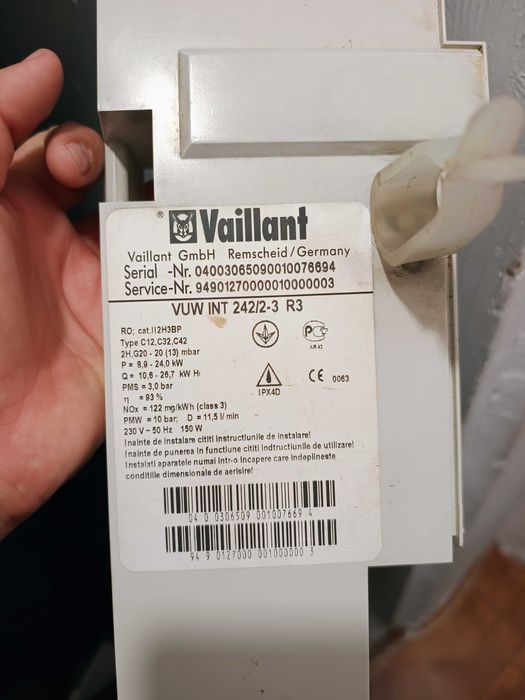 ® Vaillant
Vaillant GmbH Remscheid/Germany
Serial -Nr. 04003065090010076694
Service-Nr. 94901270000010000003
VUW INT 242/2-3 R3
RO; cat.II2H3BP
Type C12,C32,C42
2H.G20 - 20 (13) mbar
P = 8,9 - 24,0 kW
Q = 10,6 - 26,7 kW Hi
PMS = 3,0 bar
η = 93 %
NOx = 122 mg/kWh (class 3)
PMW = 10 bar; D = 11,5 l/min
230 V ~ 50 Hz 150 W
IPX4D
CE 0063
Inainte de instalare cititi instructiunile de instalare!
Inainte de punerea in functiune cititi indtructiunile de utilizare!
Instalati aparatele numai intr-o incapere care indeplineste
conditiile dimensionale de aerisire!
04 0 0306509 001007669 4
94 9 0127000 001000000 3